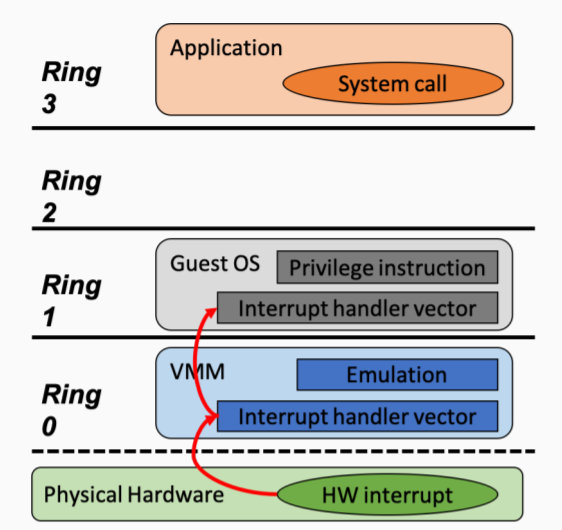 Application
Ring
3
System call
Ring
2
Guest OS
Privilege instruction
Ring
1
Interrupt handler vector
VMM
Emulation
Ring
0
Interrupt handler vector
Physical Hardware
HW interrupt